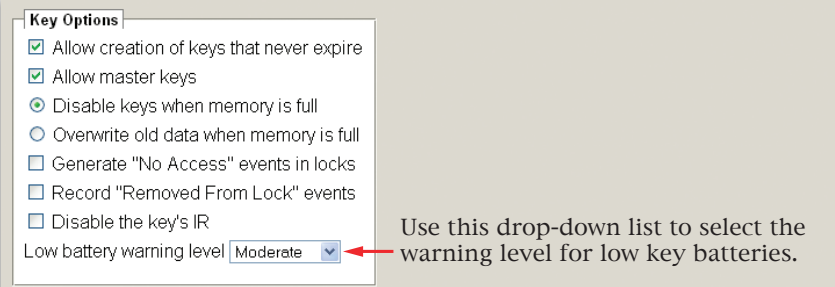 Key Options
Allow creation of keys that never expire
Allow master keys
Disable keys when memory is full
Overwrite old data when memory is full
Generate "No Access" events in locks
Record "Removed From Lock" events
Disable the key's IR
Low battery warning level Moderate
Use this drop-down list to select the
warning level for low key batteries.